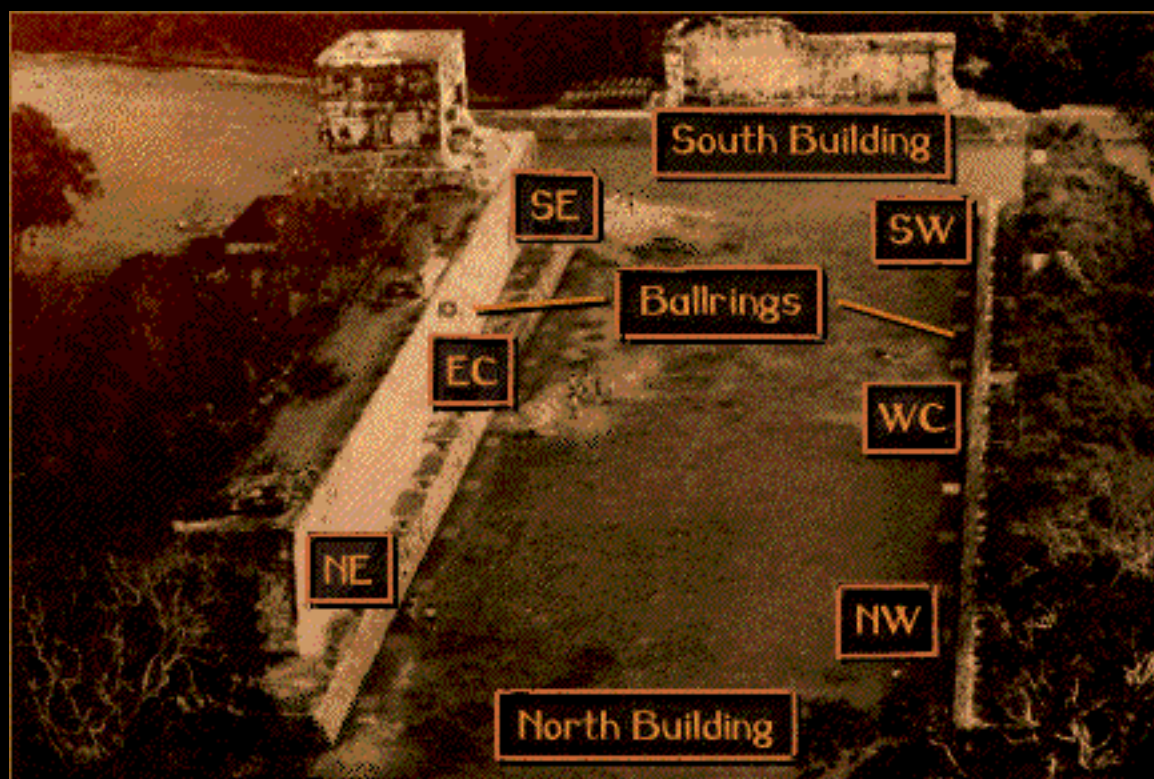 South Building
SE
SW
Ballrings
EC
WC
NE
NW
North Building